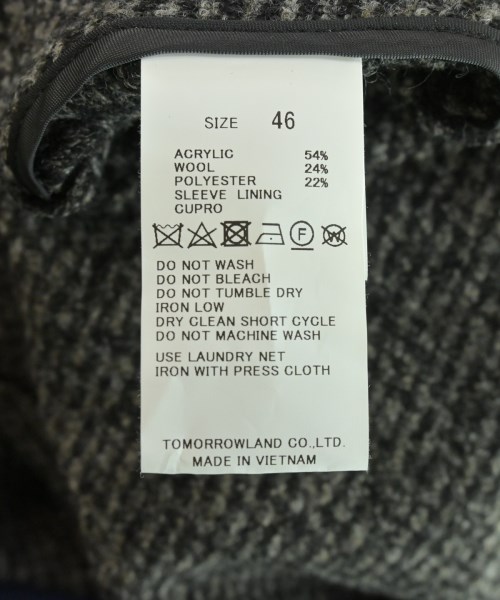 SIZE 46
ACRYLIC 54%
WOOL 24%
POLYESTER 22%
SLEEVE LINING
CUPRO
F W
DO NOT WASH
DO NOT BLEACH
DO NOT TUMBLE DRY
IRON LOW
DRY CLEAN SHORT CYCLE
DO NOT MACHINE WASH
USE LAUNDRY NET
IRON WITH PRESS CLOTH
TOMORROWLAND CO.,LTD.
MADE IN VIETNAM